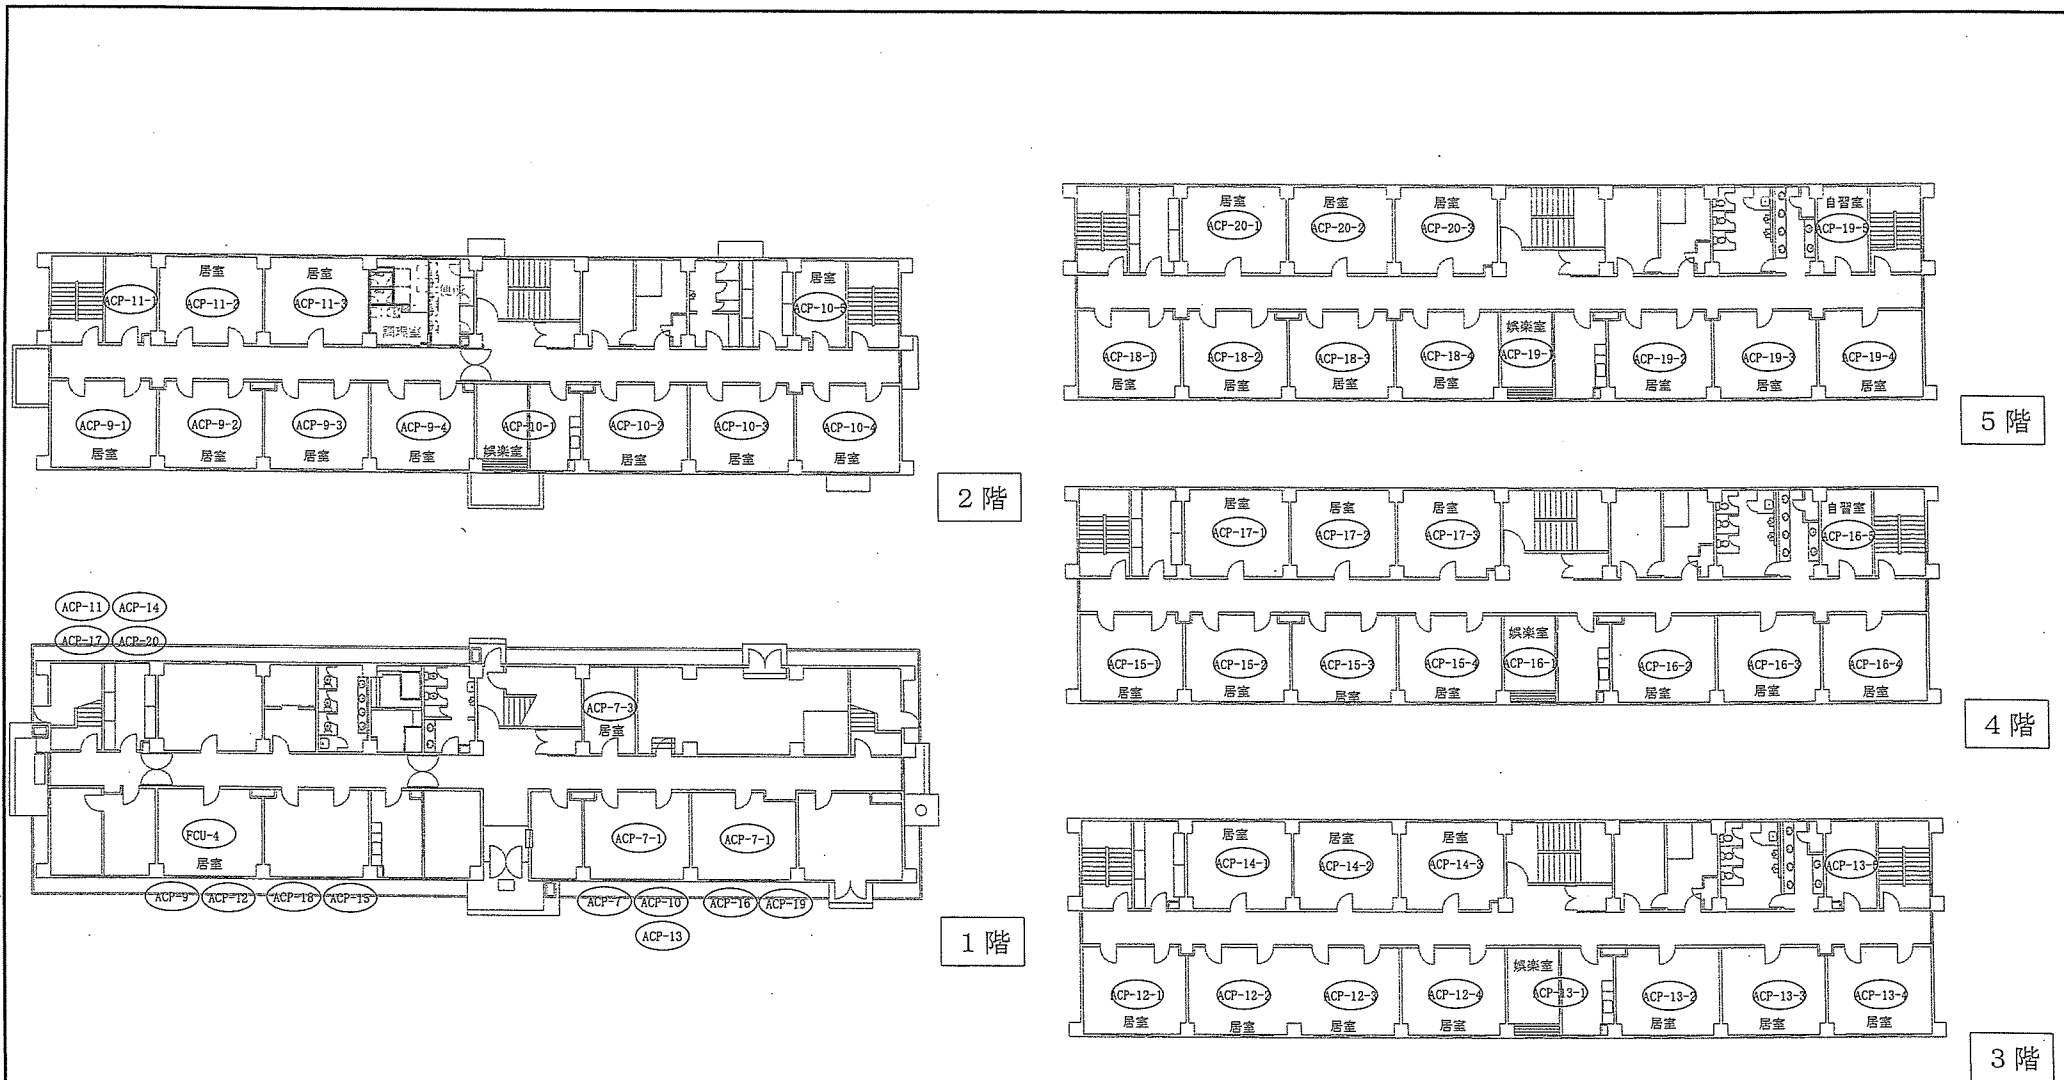 居室 居室 居室
ACP-11-1 ACP-11-2 ACP-11-3 ACP-10-5
調理室
ACP-9-1 ACP-9-2 ACP-9-3 ACP-9-4 ACP-10-1 ACP-10-2 ACP-10-3 ACP-10-4
居室 居室 居室 居室 娯楽室 居室 居室 居室
2階
ACP-11 ACP-14
ACP-17 ACP-20
ACP-7-3
居室
FCU-4 ACP-7-1 ACP-7-1
居室
ACP-9 ACP-12 ACP-18 ACP-15 ACP-7 ACP-10 ACP-16 ACP-19
ACP-13
1階
居室 居室 居室 自習室
ACP-20-1 ACP-20-2 ACP-20-3 ACP-19-5
娯楽室
ACP-18-1 ACP-18-2 ACP-18-3 ACP-18-4 ACP-19-1 ACP-19-2 ACP-19-3 ACP-19-4
居室 居室 居室 居室 居室 居室 居室
5階
居室 居室 居室 自習室
ACP-17-1 ACP-17-2 ACP-17-3 ACP-16-5
娯楽室
ACP-15-1 ACP-15-2 ACP-15-3 ACP-15-4 ACP-16-1 ACP-16-2 ACP-16-3 ACP-16-4
居室 居室 居室 居室 居室 居室 居室
4階
居室 居室 居室
ACP-14-1 ACP-14-2 ACP-14-3 ACP-13-5
娯楽室
ACP-12-1 ACP-12-2 ACP-12-3 ACP-12-4 ACP-13-1 ACP-13-2 ACP-13-3 ACP-13-4
居室 居室 居室 居室 居室 居室 居室
3階